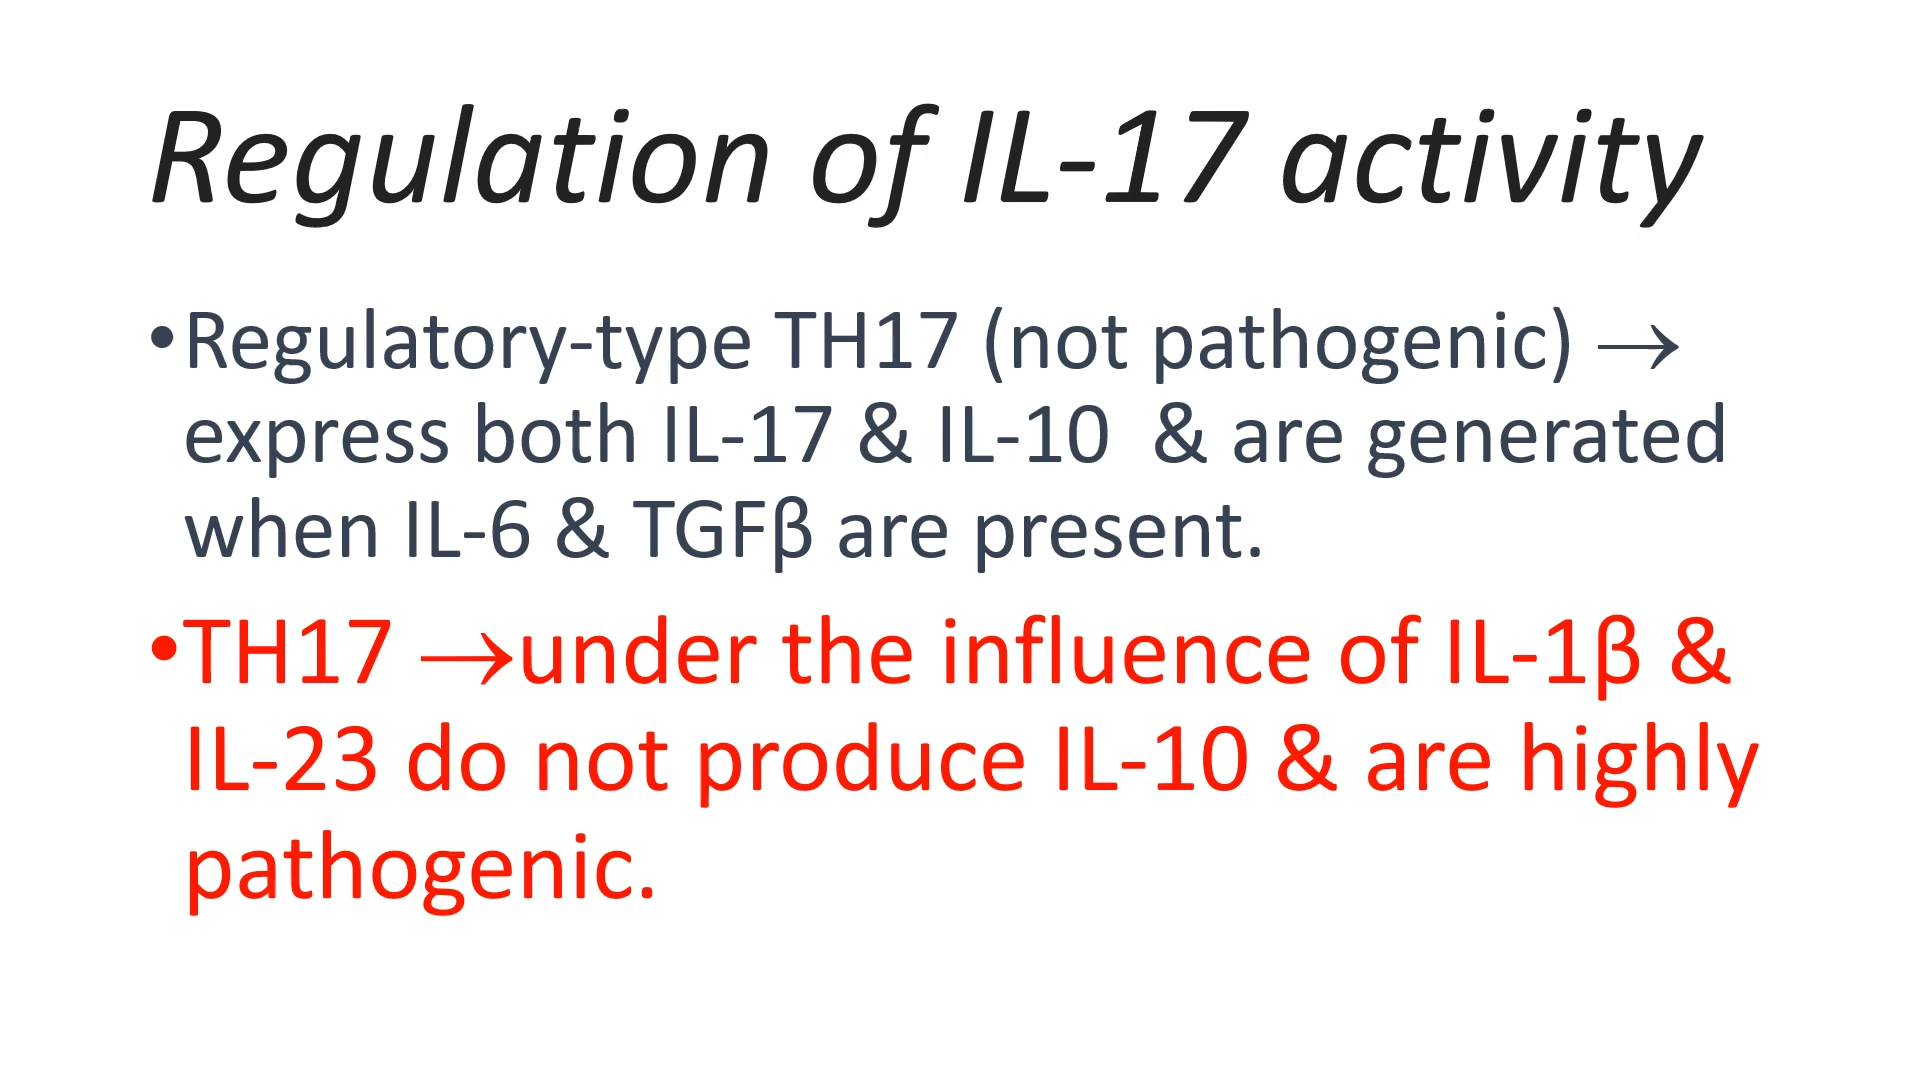 Regulation of IL-17 activity
•Regulatory-type TH17 (not pathogenic) →
express both IL-17 & IL-10  & are generated
when IL-6 & TGFβ are present.
•TH17 →under the influence of IL-1β &
IL-23 do not produce IL-10 & are highly
pathogenic.